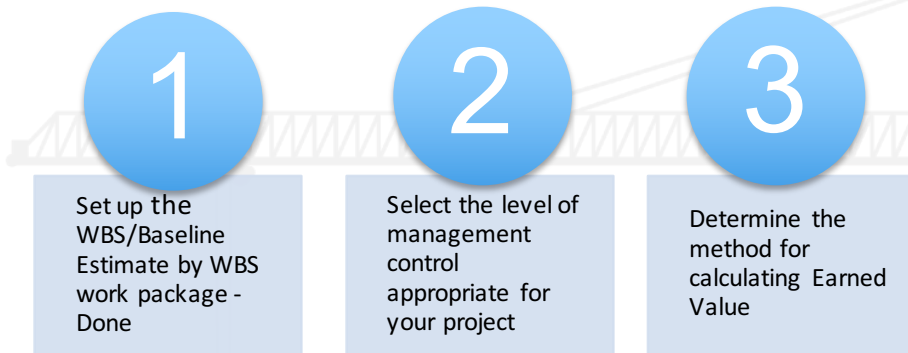 1
Set up the
WBS/Baseline
Estimate by WBS
work package -
Done
2
Select the level of
management
control
appropriate for
your project
3
Determine the
method for
calculating Earned
Value